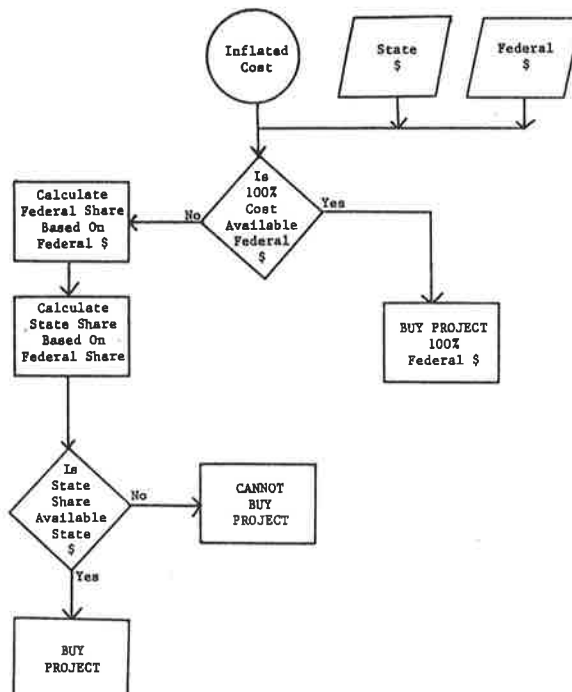 Inflated
Cost
State
$
Federal
$
Is
100%
Cost
Available
Federal
$
No
Yes
Calculate
Federal Share
Based On
Federal $
Calculate
State Share
Based On
Federal Share
BUY PROJECT
100%
Federal $
Is
State
Share
Available
State
$
No
Yes
CANNOT
BUY
PROJECT
BUY
PROJECT